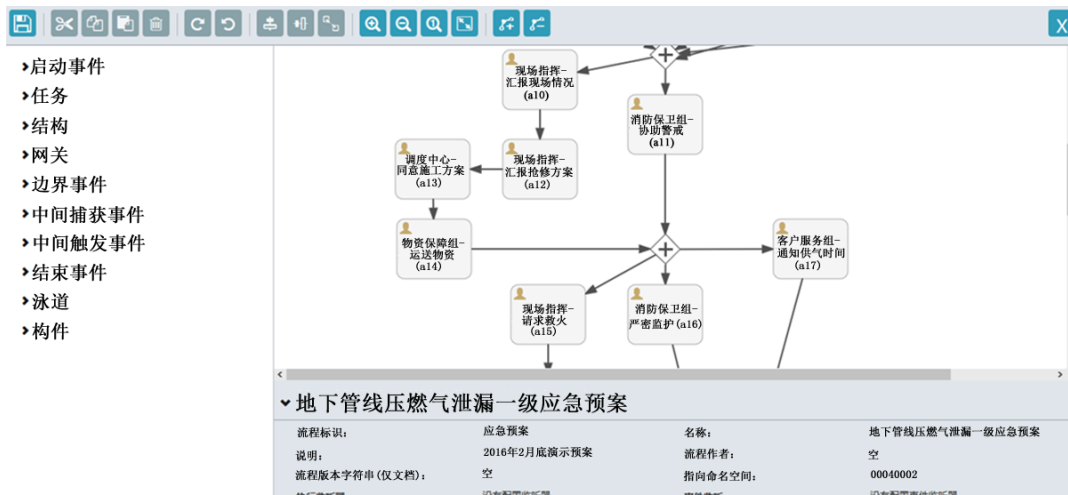 X
启动事件
任务
结构
网关
边界事件
中间捕获事件
中间触发事件
结束事件
泳道
构件
现场指挥-
汇报现场情况
(a10)
消防保卫组-
协助警戒
(a11)
调度中心-
同意施工方案
(a13)
现场指挥-
汇报抢修方案
(a12)
物资保障组-
运送物资
(a14)
客户服务组-
通知供气时间
(a17)
现场指挥-
请求救火
(a15)
消防保卫组-
严密监护(a16)
地下管线压燃气泄漏一级应急预案
流程标识: 应急预案 名称: 地下管线压燃气泄漏一级应急预案
说明: 2016年2月底演示预案 流程作者: 空
流程版本字符串(仅文档): 空 指向命名空间: 00040002